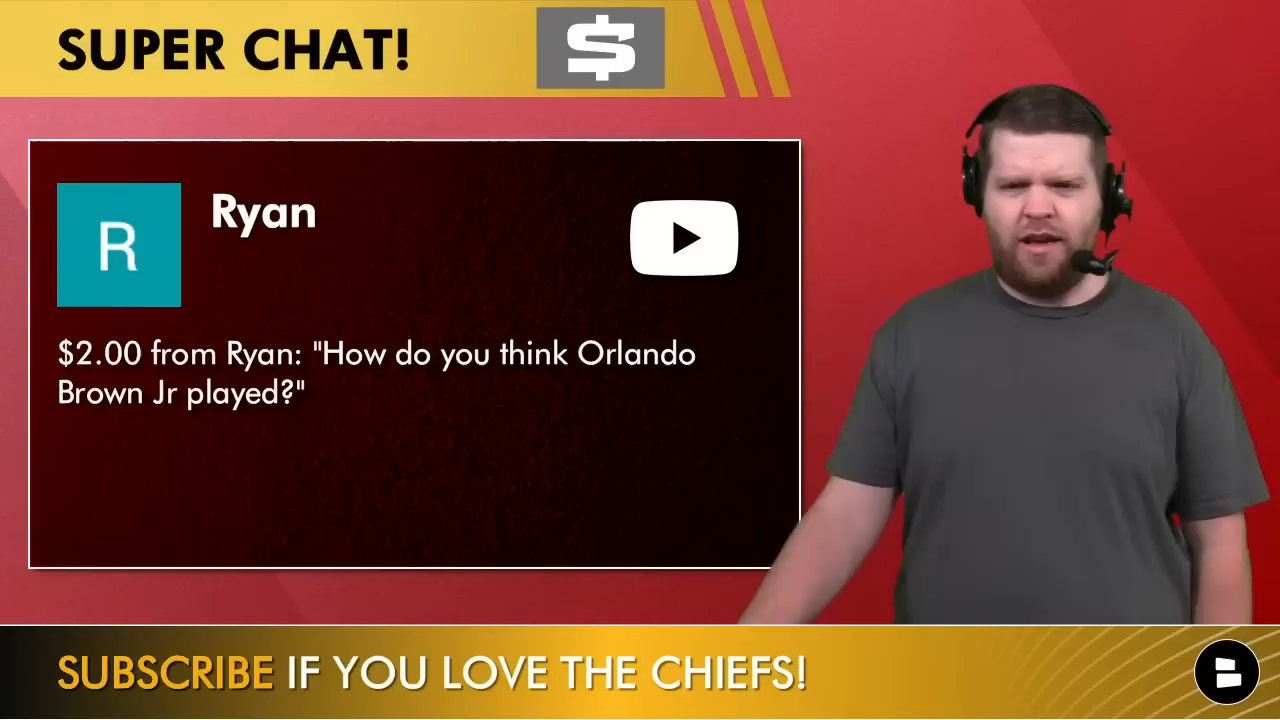 SUPER CHAT!
$
R
Ryan
$2.00 from Ryan: "How do you think Orlando
Brown Jr played?"
SUBSCRIBE IF YOU LOVE THE CHIEFS!